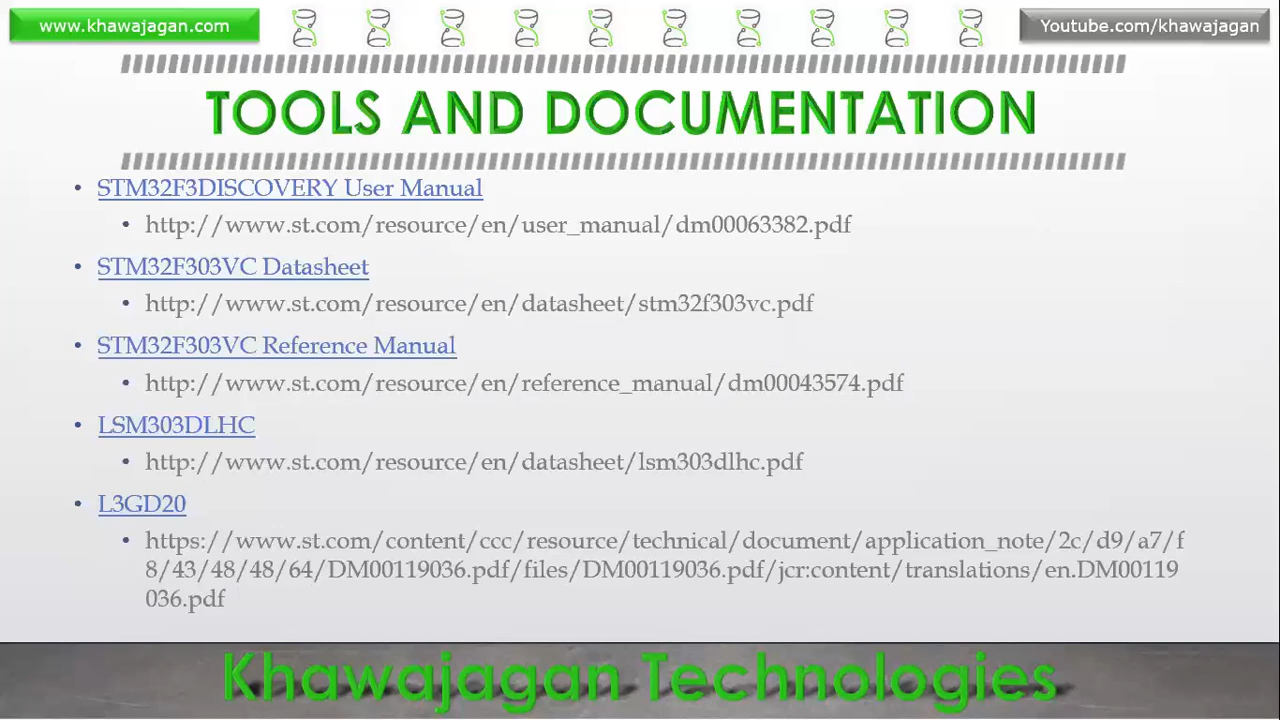 www.khawajagan.com
Youtube.com/khawajagan
TOOLS AND DOCUMENTATION
• STM32F3DISCOVERY User Manual
• http://www.st.com/resource/en/user_manual/dm00063382.pdf
• STM32F303VC Datasheet
• http://www.st.com/resource/en/datasheet/stm32f303vc.pdf
• STM32F303VC Reference Manual
• http://www.st.com/resource/en/reference_manual/dm00043574.pdf
• LSM303DLHC
• http://www.st.com/resource/en/datasheet/lsm303dlhc.pdf
• L3GD20
• https://www.st.com/content/ccc/resource/technical/document/application_note/2c/d9/a7/f
8/43/48/48/64/DM00119036.pdf/files/DM00119036.pdf/jcr:content/translations/en.DM00119
036.pdf
Khawajagan Technologies